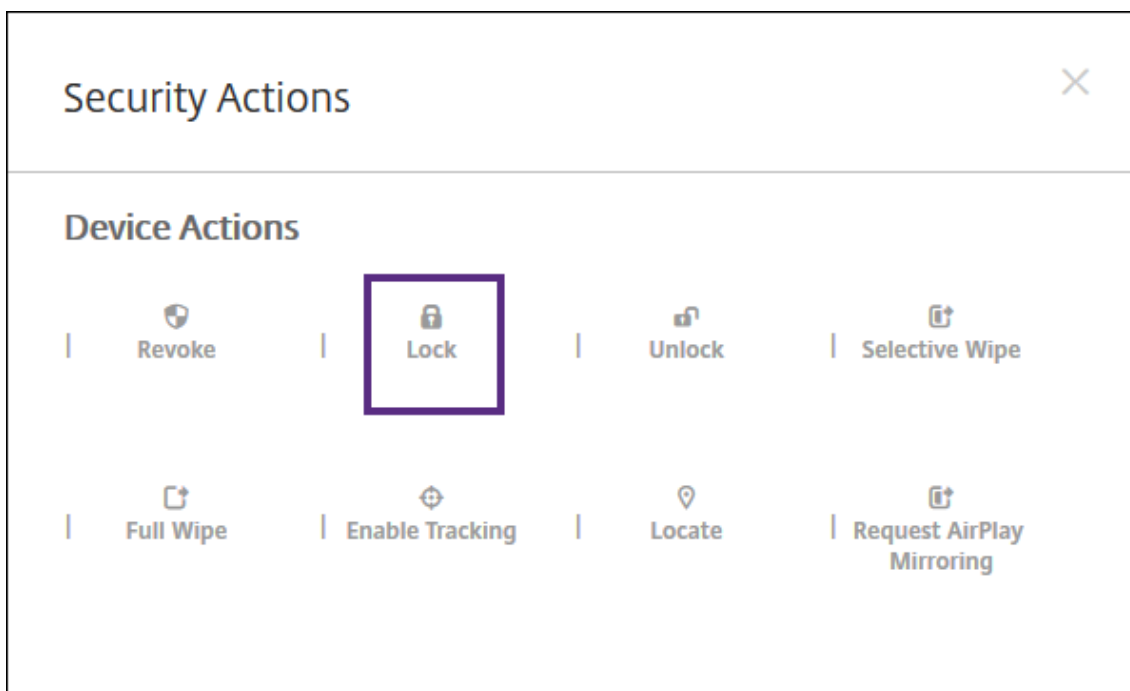 Security Actions
Device Actions
Revoke
Lock
Unlock
Selective Wipe
Full Wipe
Enable Tracking
Locate
Request AirPlay
Mirroring